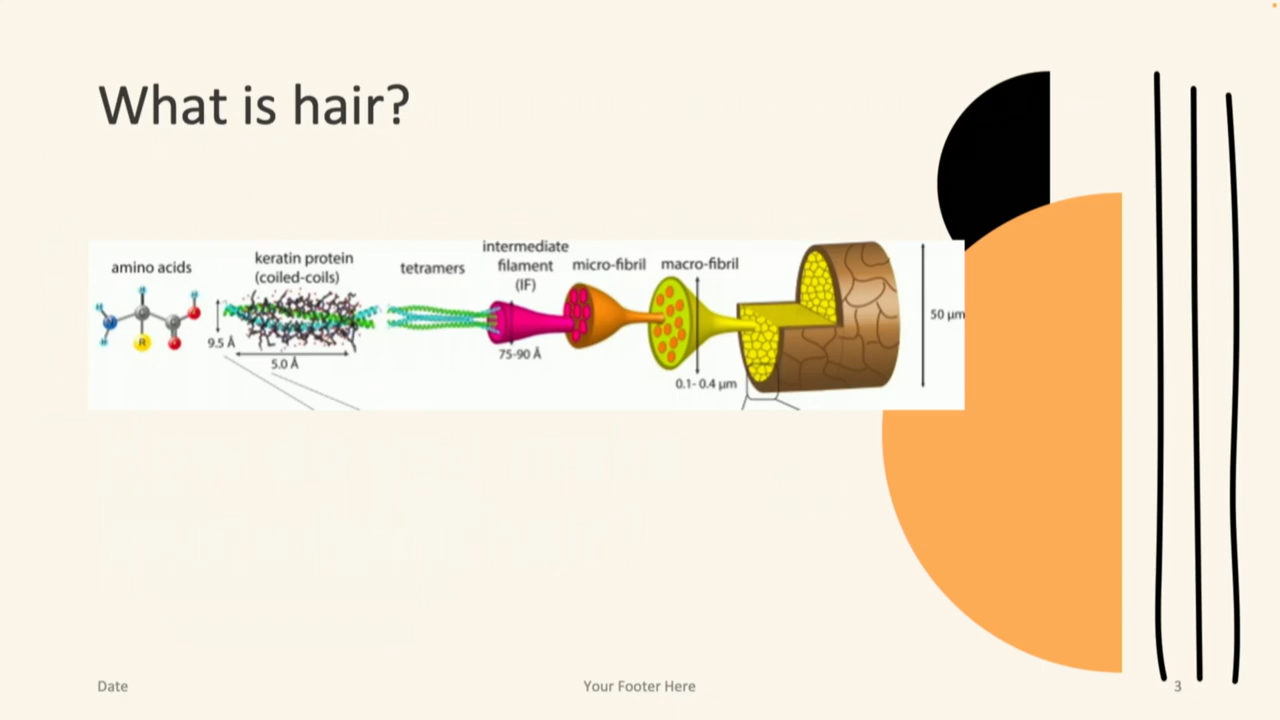 What is hair?
amino acids
keratin protein
(coiled-coils)
tetramers
intermediate
filament
(IF)
micro-fibril
macro-fibril
H
H
N
H
C
R
C
O
O
H
9.5 Å
5.0 Å
75-90 Å
0.1- 0.4 μm
50 μm
Date
Your Footer Here
3